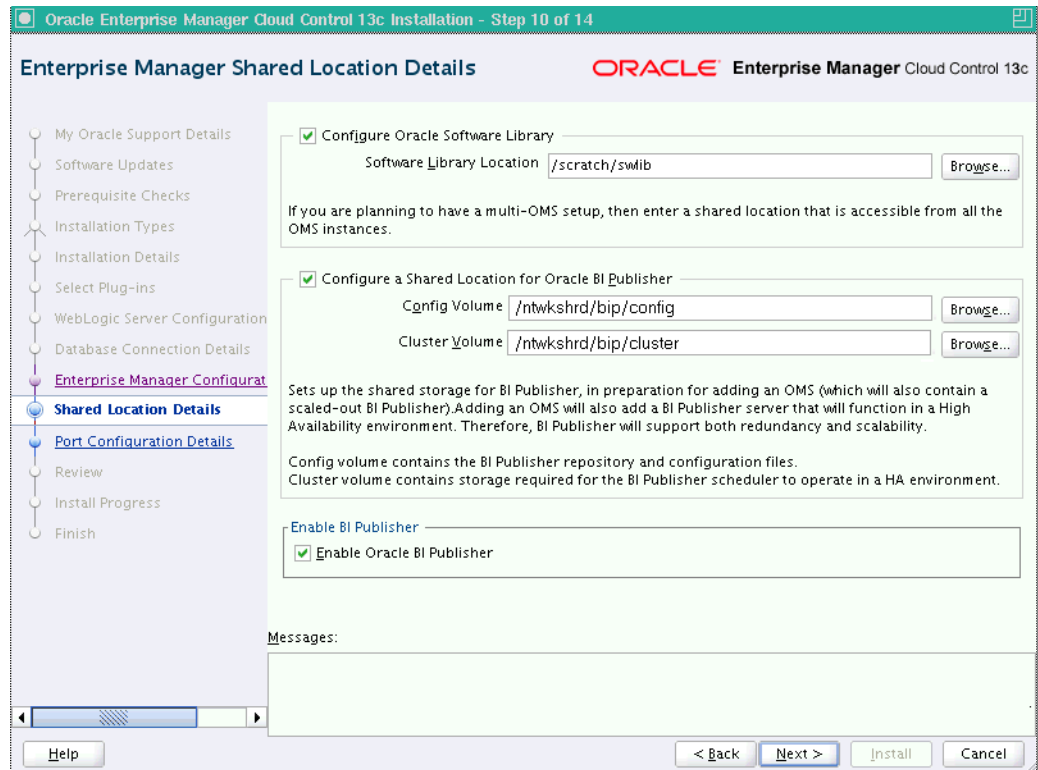 Oracle Enterprise Manager Cloud Control 13c Installation - Step 10 of 14
Enterprise Manager Shared Location Details
ORACLE Enterprise Manager Cloud Control 13c
My Oracle Support Details
Software Updates
Prerequisite Checks
Installation Types
Installation Details
Select Plug-ins
WebLogic Server Configuration
Database Connection Details
Enterprise Manager Configurat
Shared Location Details
Port Configuration Details
Review
Install Progress
Finish
Configure Oracle Software Library
Software Library Location /scratch/swlib Browse...
If you are planning to have a multi-OMS setup, then enter a shared location that is accessible from all the
OMS instances.
Configure a Shared Location for Oracle BI Publisher
Config Volume /ntwkshrd/bip/config Browse...
Cluster Volume /ntwkshrd/bip/cluster Browse...
Sets up the shared storage for BI Publisher, in preparation for adding an OMS (which will also contain a
scaled-out BI Publisher).Adding an OMS will also add a BI Publisher server that will function in a High
Availability environment. Therefore, BI Publisher will support both redundancy and scalability.
Config volume contains the BI Publisher repository and configuration files.
Cluster volume contains storage required for the BI Publisher scheduler to operate in a HA environment.
Enable BI Publisher
Enable Oracle BI Publisher
Messages:
Help
< Back Next > Install Cancel